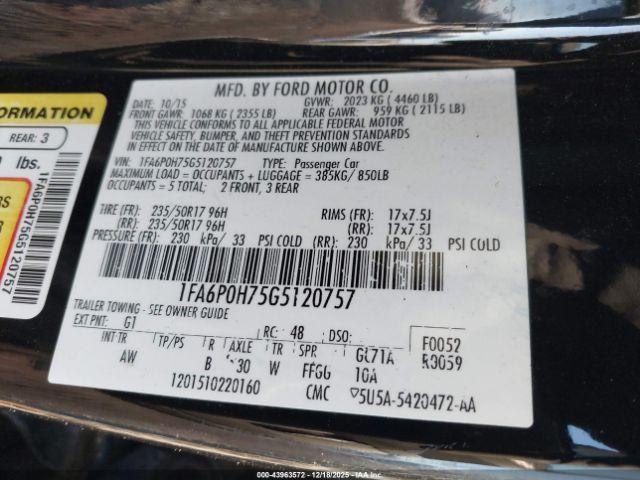 MFD. BY FORD MOTOR CO.
DATE: 10/15 GVWR: 2023 KG ( 4460 LB)
FRONT GAWR: 1068 KG ( 2355 LB) REAR GAWR: 959 KG ( 2115 LB)
THIS VEHICLE CONFORMS TO ALL APPLICABLE FEDERAL MOTOR
VEHICLE SAFETY, BUMPER, AND THEFT PREVENTION STANDARDS
IN EFFECT ON THE DATE OF MANUFACTURE SHOWN ABOVE.
VIN: 1FA6P0H75G5120757 TYPE: Passenger Car
MAXIMUM LOAD = OCCUPANTS + LUGGAGE = 385KG/ 850LB
OCCUPANTS = 5 TOTAL; 2 FRONT, 3 REAR
TIRE (FR): 235/50R17 96H RIMS (FR): 17x7.5J
(RR): 235/50R17 96H (RR): 17x7.5J
PRESSURE (FR): 230 kPa/ 33 PSI COLD (RR): 230 kPa/ 33 PSI COLD
1FA6P0H75G5120757
TRAILER TOWING - SEE OWNER GUIDE
EXT PNT: G1 RC: 48 DSO: F0052
INT TR TP/PS R AXLE TR SPR GL71A R3059
AW B 30 W FFGG 10A
1201510220160 CMC 5U5A-5420472-AA
FORMATION
REAR: 3
lbs.
RS
R
1FA6P0H75G5120757
000-43963572 - 12/18/2025 - IAA Inc.